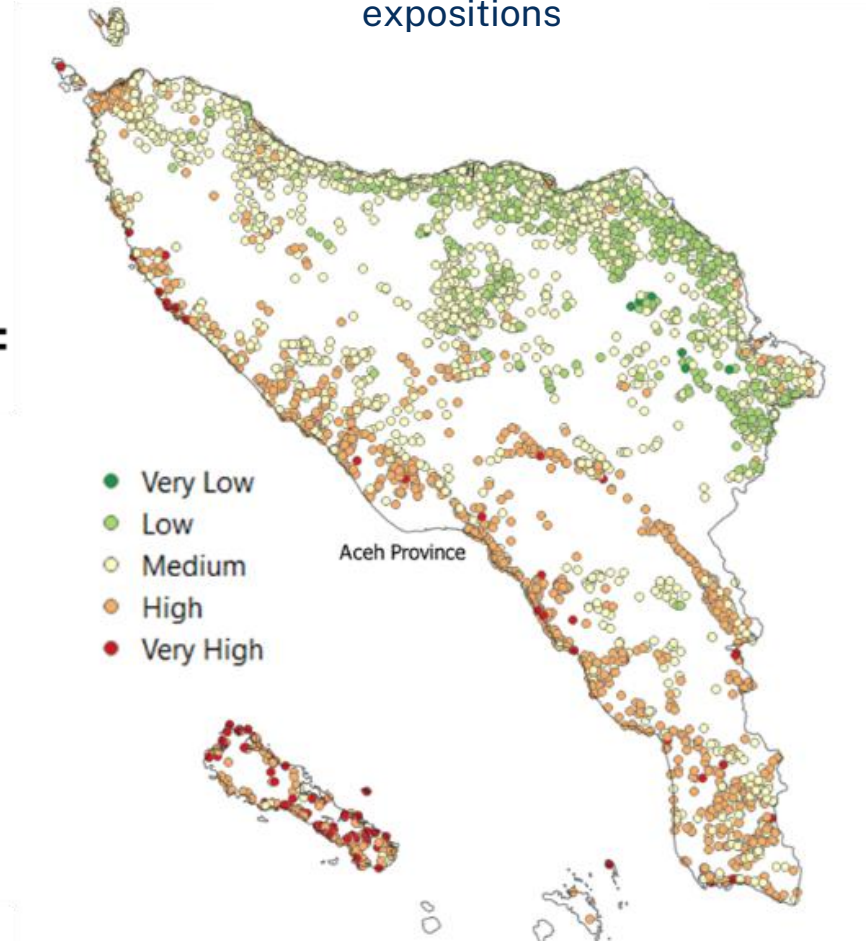 expositions
Very Low
Low
Medium
High
Very High
Aceh Province